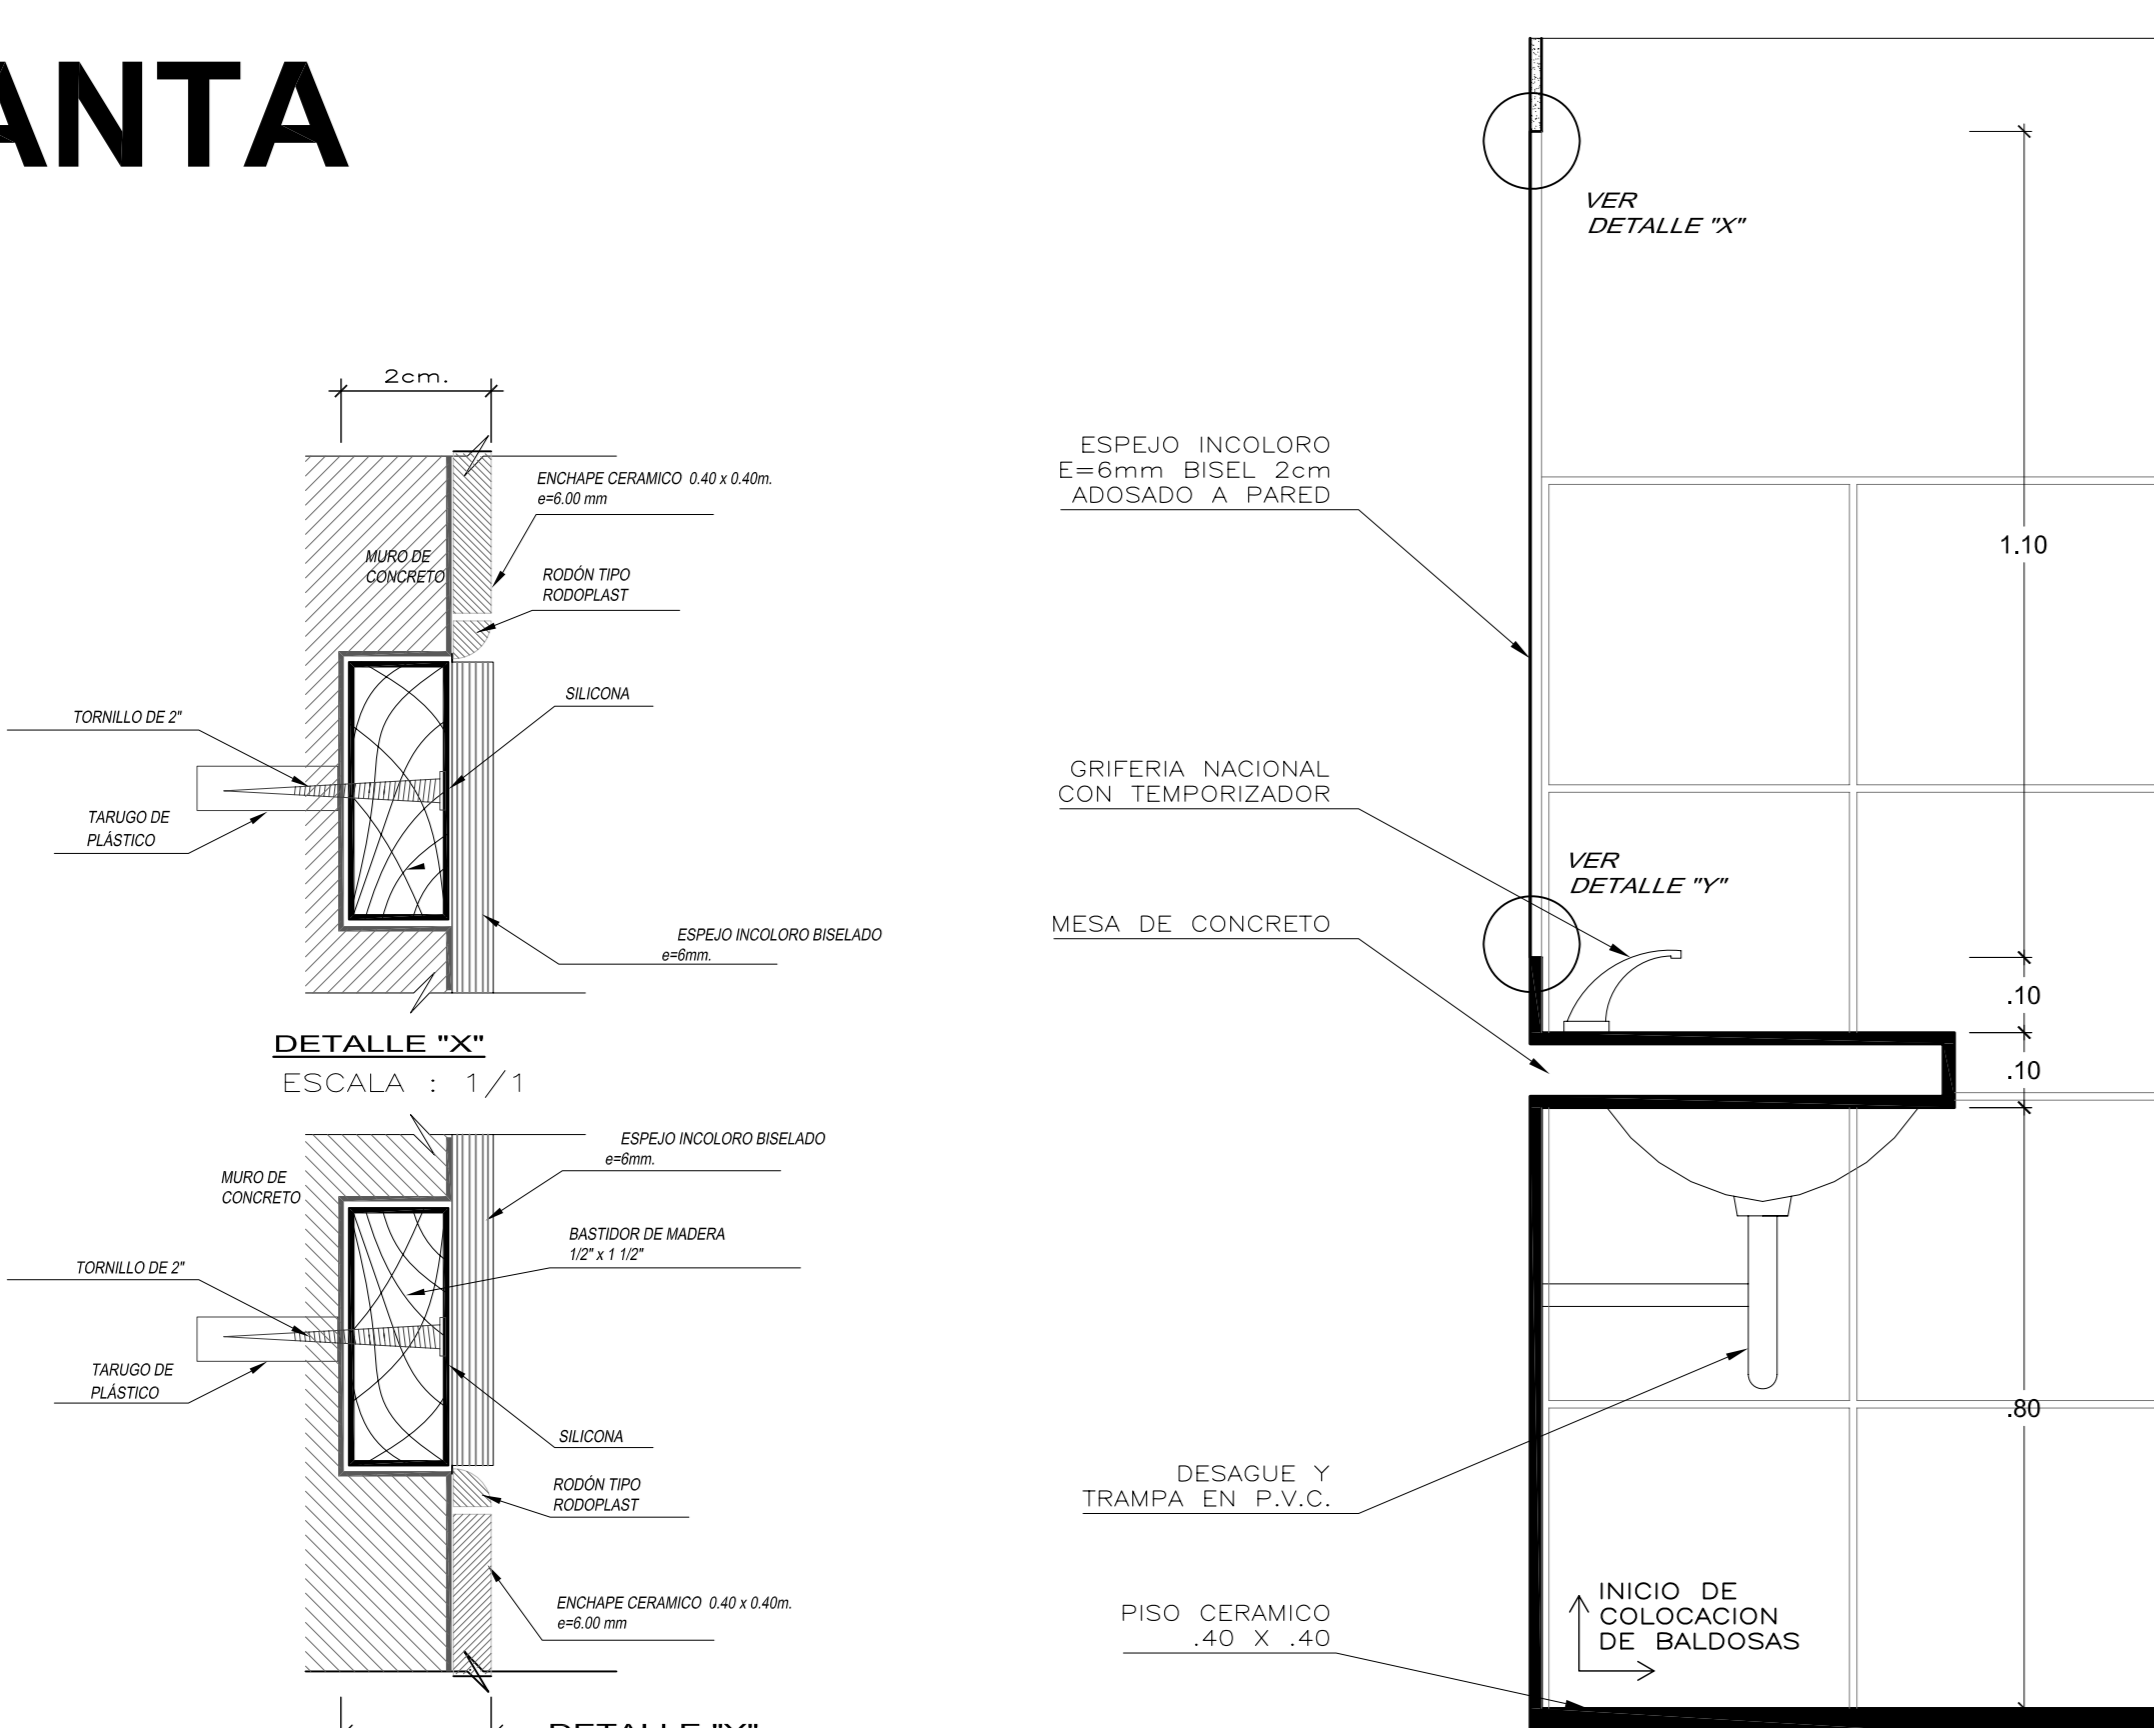 ANTA
2cm.
ENCHAPE CERAMICO 0.40 x 0.40m.
e=6.00 mm
MURO DE
CONCRETO
RODÓN TIPO
RODOPLAST
SILICONA
TORNILLO DE 2"
TARUGO DE
PLÁSTICO
ESPEJO INCOLORO BISELADO
e=6mm.
DETALLE "X"
ESCALA : 1/1
ESPEJO INCOLORO BISELADO
e=6mm.
MURO DE
CONCRETO
BASTIDOR DE MADERA
1/2" x 1 1/2"
TORNILLO DE 2"
TARUGO DE
PLÁSTICO
SILICONA
RODÓN TIPO
RODOPLAST
ENCHAPE CERAMICO 0.40 x 0.40m.
e=6.00 mm
VER
DETALLE "X"
ESPEJO INCOLORO
E=6mm BISEL 2cm
ADOSADO A PARED
1.10
GRIFERIA NACIONAL
CON TEMPORIZADOR
VER
DETALLE "Y"
MESA DE CONCRETO
.10
.10
.80
DESAGUE Y
TRAMPA EN P.V.C.
INICIO DE
COLOCACION
DE BALDOSAS
PISO CERAMICO
.40 X .40